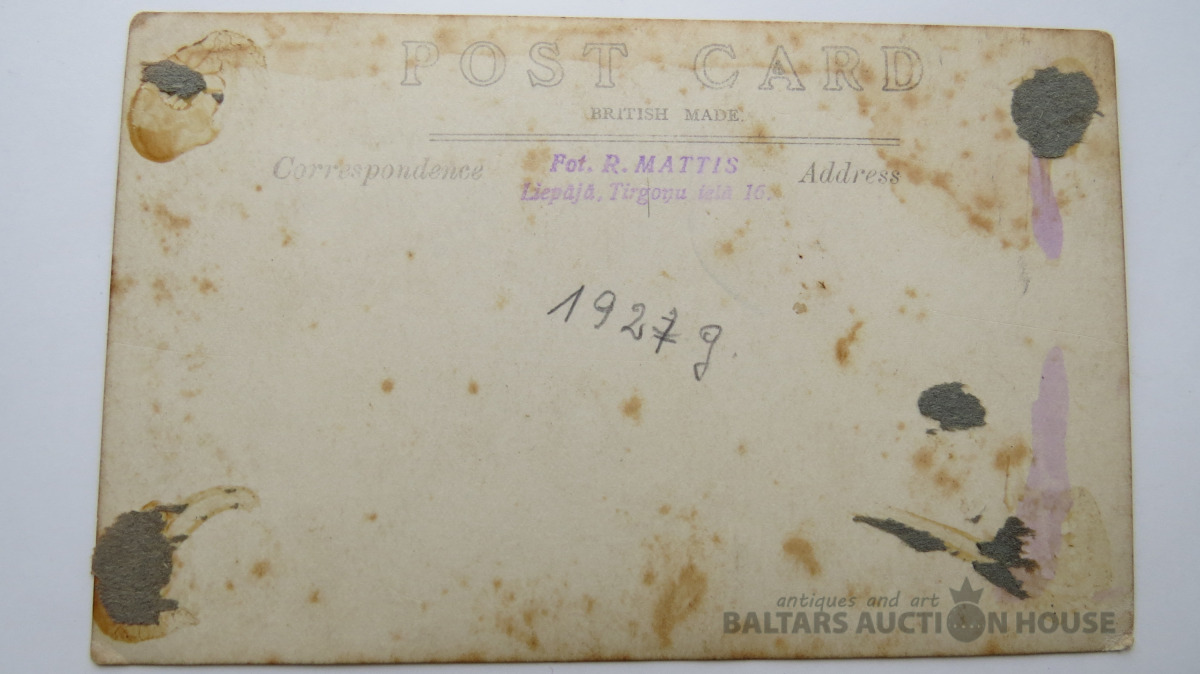 POST CARD
BRITISH MADE.
Correspondence
Fot. R. MATTIS
Liepājā, Tirgoņu ielā 16.
Address
1927 g.
antiques and art
BALTARS AUCTION HOUSE